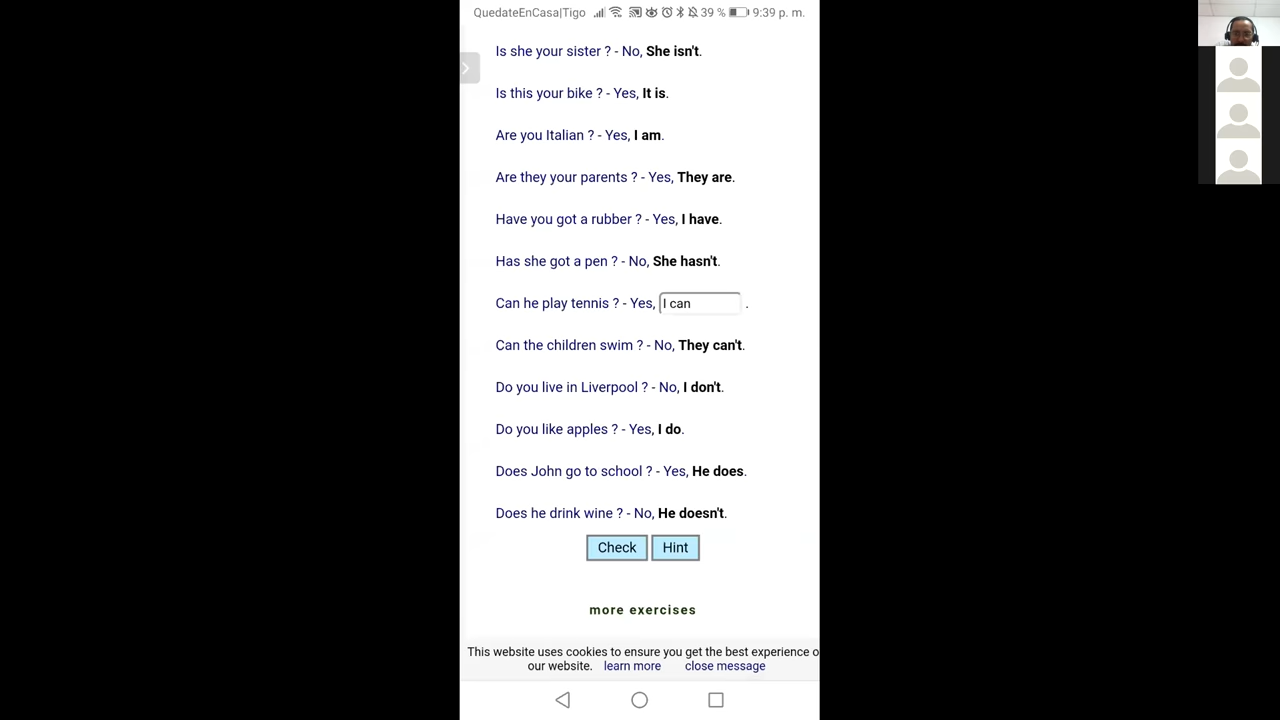 QuedateEnCasa|Tigo 39 % 9:39 p. m.
Is she your sister ? - No, She isn't.
Is this your bike ? - Yes, It is.
Are you Italian ? - Yes, I am.
Are they your parents ? - Yes, They are.
Have you got a rubber ? - Yes, I have.
Has she got a pen ? - No, She hasn't.
Can he play tennis ? - Yes, I can .
Can the children swim ? - No, They can't.
Do you live in Liverpool ? - No, I don't.
Do you like apples ? - Yes, I do.
Does John go to school ? - Yes, He does.
Does he drink wine ? - No, He doesn't.
Check Hint
more exercises
This website uses cookies to ensure you get the best experience o
our website. learn more close message